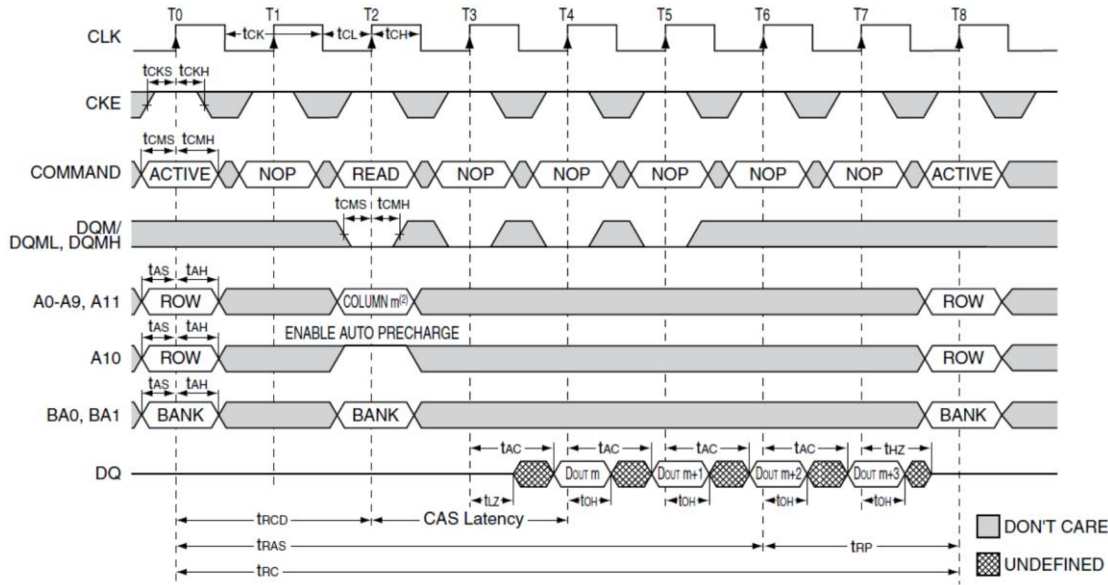 T0 T1 T2 T3 T4 T5 T6 T7 T8
CLK tCK tCL tCH
tCKS tCKH
CKE
tCMS tCMH
COMMAND ACTIVE NOP READ NOP NOP NOP NOP NOP ACTIVE
tCMS tCMH
DQM/
DQML, DQMH
tAS tAH
A0-A9, A11 ROW COLUMN m(2) ROW
tAS tAH ENABLE AUTO PRECHARGE
A10 ROW ROW
tAS tAH
BA0, BA1 BANK BANK BANK
tAC tAC tAC tAC tHZ
DQ DOUT m DOUT m+1 DOUT m+2 DOUT m+3
tLZ tOH tOH tOH tOH
tRCD CAS Latency
DON'T CARE
tRAS tRP
UNDEFINED
tRC